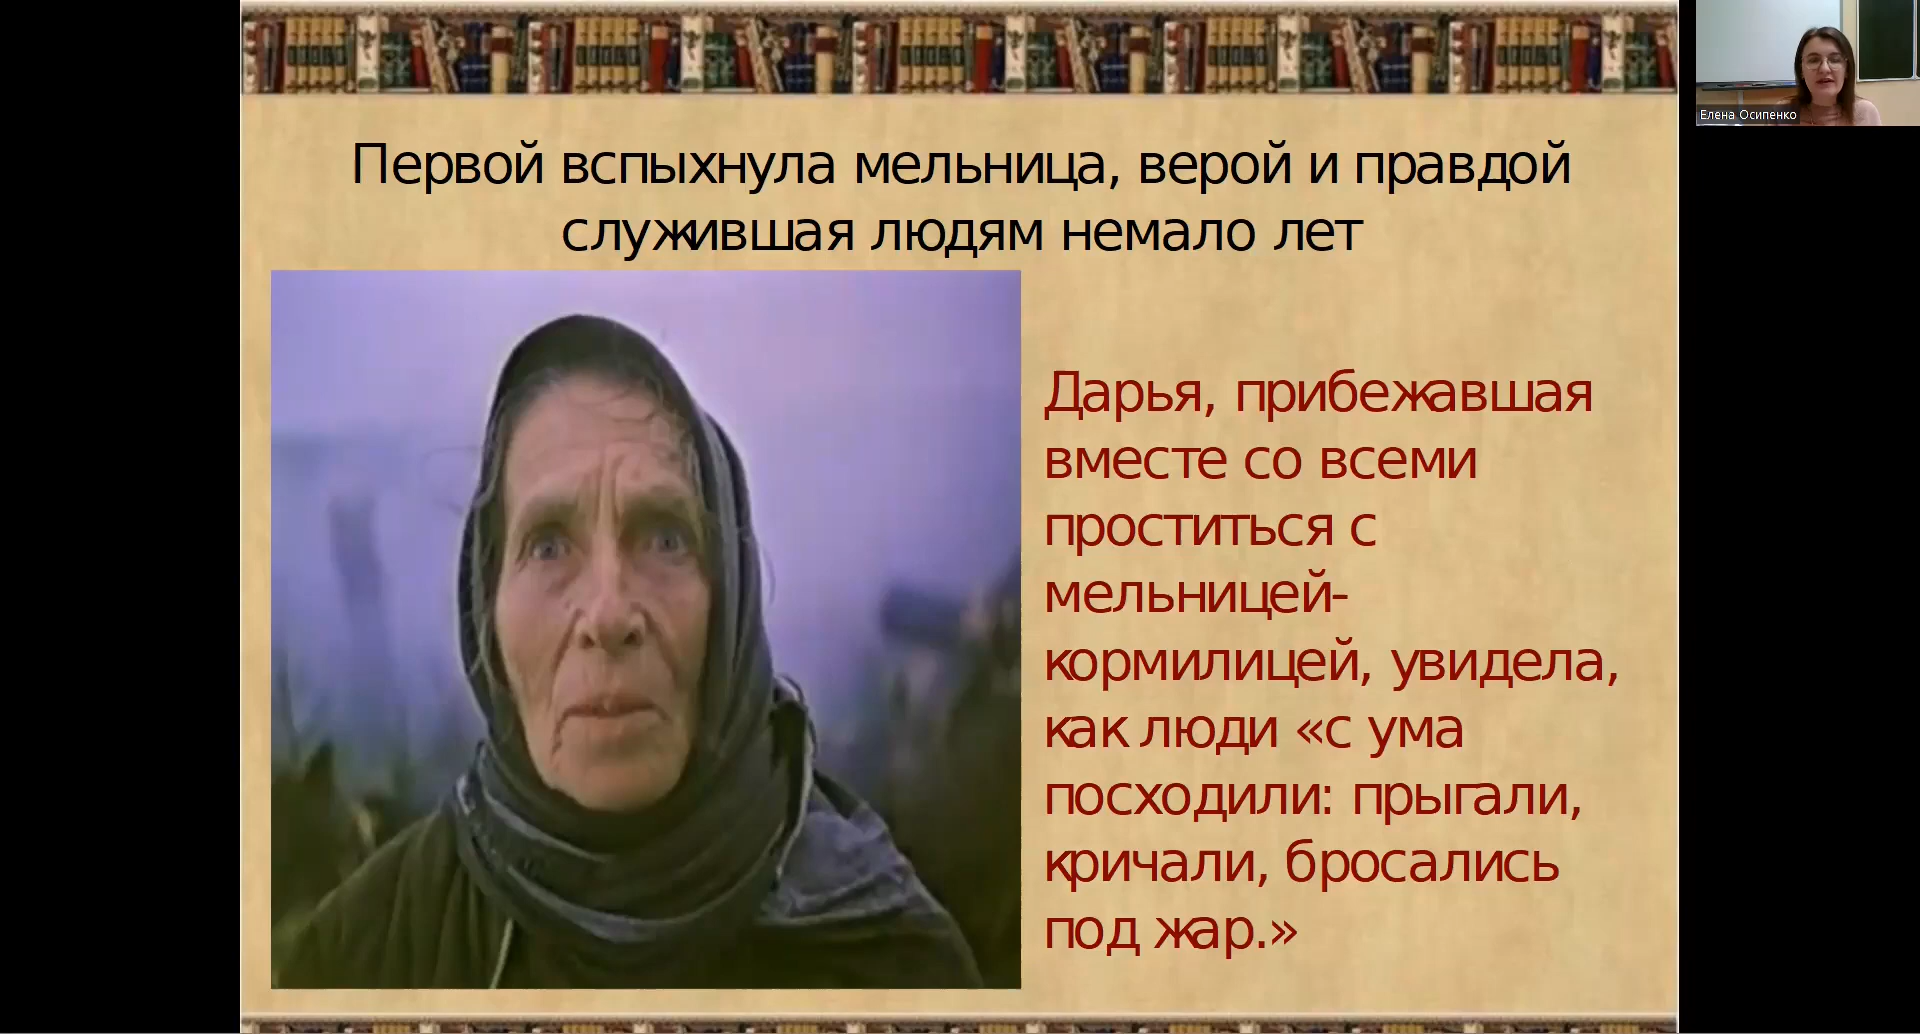 Первой вспыхнула мельница, верой и правдой
служившая людям немало лет
Дарья, прибежавшая
вместе со всеми
проститься с
мельницей-
кормилицей, увидела,
как люди «с ума
посходили: прыгали,
кричали, бросались
под жар.»
Елена Осипенко